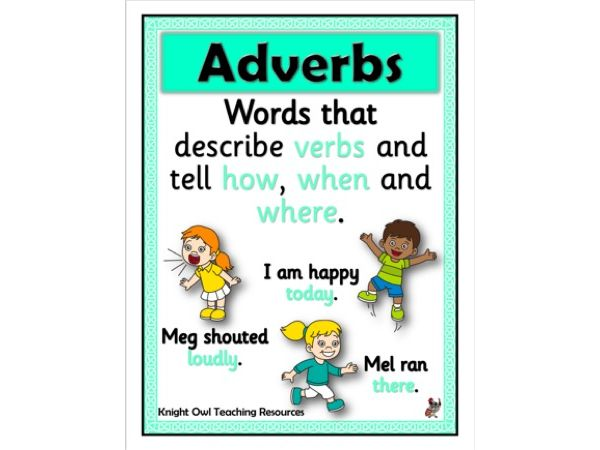 Adverbs
Words that
describe verbs and
tell how, when and
where.
I am happy
today.
Meg shouted
loudly.
Mel ran
there.
Knight Owl Teaching Resources